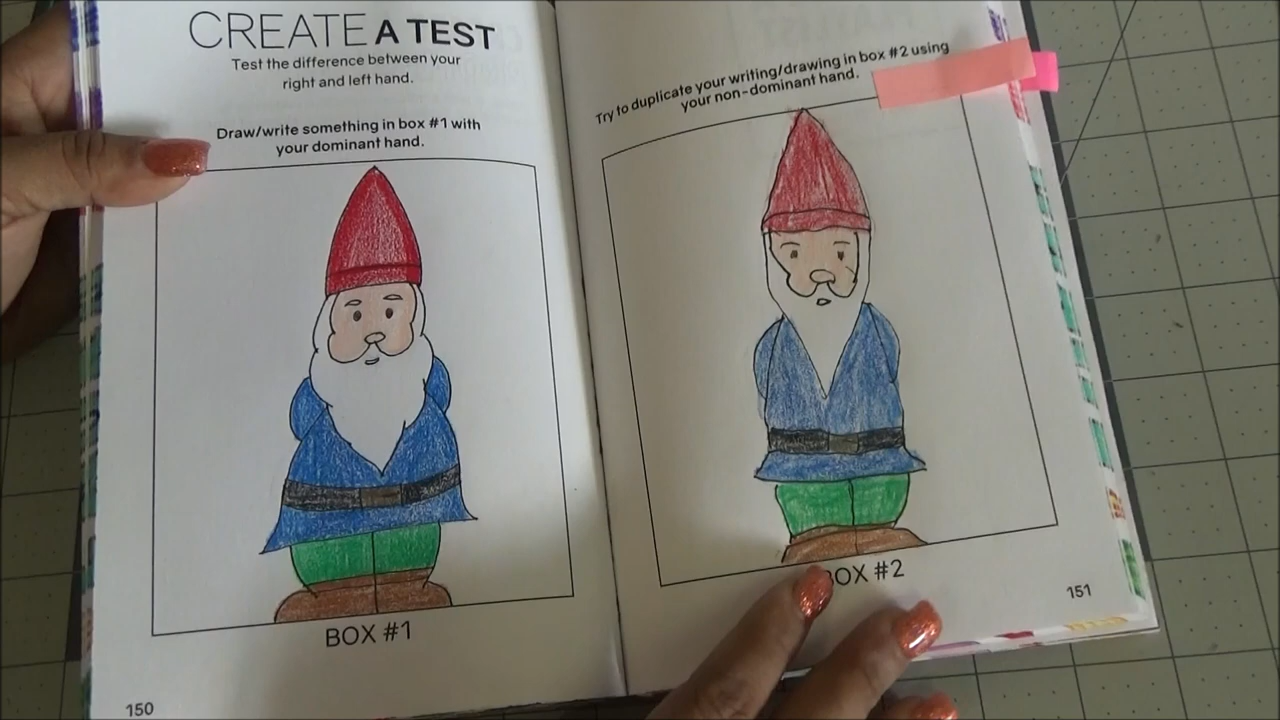 CREATE A TEST
Test the difference between your
right and left hand.
Draw/write something in box #1 with
your dominant hand.
BOX #1
150
Try to duplicate your writing/drawing in box #2 using
your non-dominant hand.
BOX #2
151